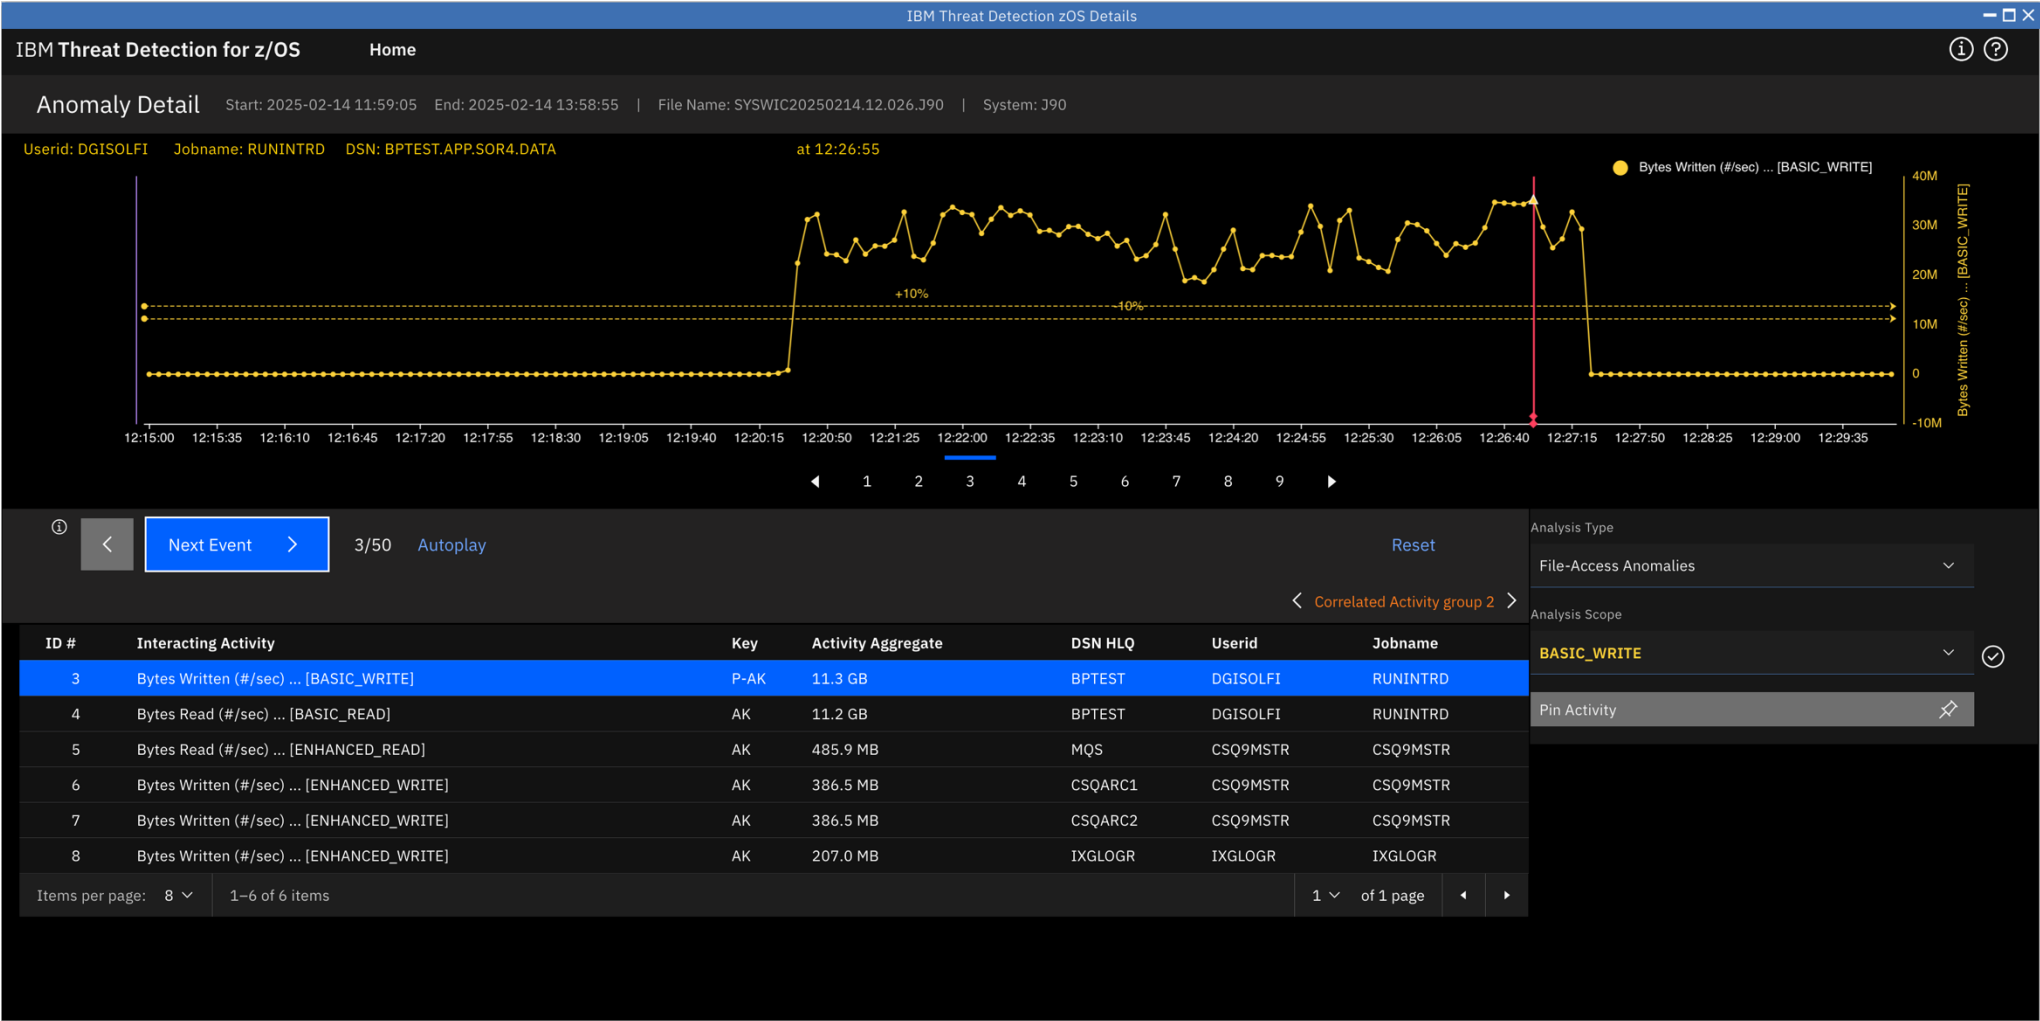 IBM Threat Detection zOS Details
IBM Threat Detection for z/OS Home
Anomaly Detail Start: 2025-02-14 11:59:05 End: 2025-02-14 13:58:55 | File Name: SYSWIC20250214.12.026.J90 | System: J90
Userid: DGISOLFI Jobname: RUNINTRD DSN: BPTEST.APP.SOR4.DATA at 12:26:55
Bytes Written (#/sec) ... [BASIC_WRITE]
40M
30M
20M
10M
0
-10M
Bytes Written (#/sec) ... [BASIC_WRITE]
+10%
-10%
12:15:00 12:15:35 12:16:10 12:16:45 12:17:20 12:17:55 12:18:30 12:19:05 12:19:40 12:20:15 12:20:50 12:21:25 12:22:00 12:22:35 12:23:10 12:23:45 12:24:20 12:24:55 12:25:30 12:26:05 12:26:40 12:27:15 12:27:50 12:28:25 12:29:00 12:29:35
1 2 3 4 5 6 7 8 9
Next Event 3/50 Autoplay Reset
Correlated Activity group 2
Analysis Type
File-Access Anomalies
Analysis Scope
BASIC_WRITE
Pin Activity
ID # Interacting Activity Key Activity Aggregate DSN HLQ Userid Jobname
3 Bytes Written (#/sec) ... [BASIC_WRITE] P-AK 11.3 GB BPTEST DGISOLFI RUNINTRD
4 Bytes Read (#/sec) ... [BASIC_READ] AK 11.2 GB BPTEST DGISOLFI RUNINTRD
5 Bytes Read (#/sec) ... [ENHANCED_READ] AK 485.9 MB MQS CSQ9MSTR CSQ9MSTR
6 Bytes Written (#/sec) ... [ENHANCED_WRITE] AK 386.5 MB CSQARC1 CSQ9MSTR CSQ9MSTR
7 Bytes Written (#/sec) ... [ENHANCED_WRITE] AK 386.5 MB CSQARC2 CSQ9MSTR CSQ9MSTR
8 Bytes Written (#/sec) ... [ENHANCED_WRITE] AK 207.0 MB IXGLOGR IXGLOGR IXGLOGR
Items per page: 8 1–6 of 6 items 1 of 1 page